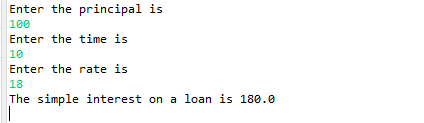 Enter the principal is
100
Enter the time is
10
Enter the rate is
18
The simple interest on a loan is 180.0